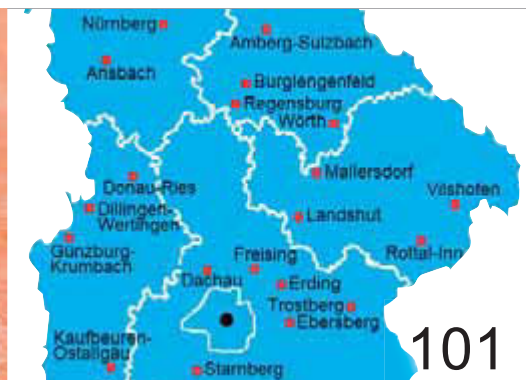 Nürnberg
Amberg-Sulzbach
Ansbach
Burglengenfeld
Regensburg
Wörth
Mallersdorf
Donau-Ries
Vilshofen
Dillingen-
Wertingen
Landshut
Günzburg-
Krumbach
Rottal-Inn
Freising
Dachau
Erding
Trostberg
Ebersberg
Kaufbeuren-
Ostallgäu
Starnberg
101